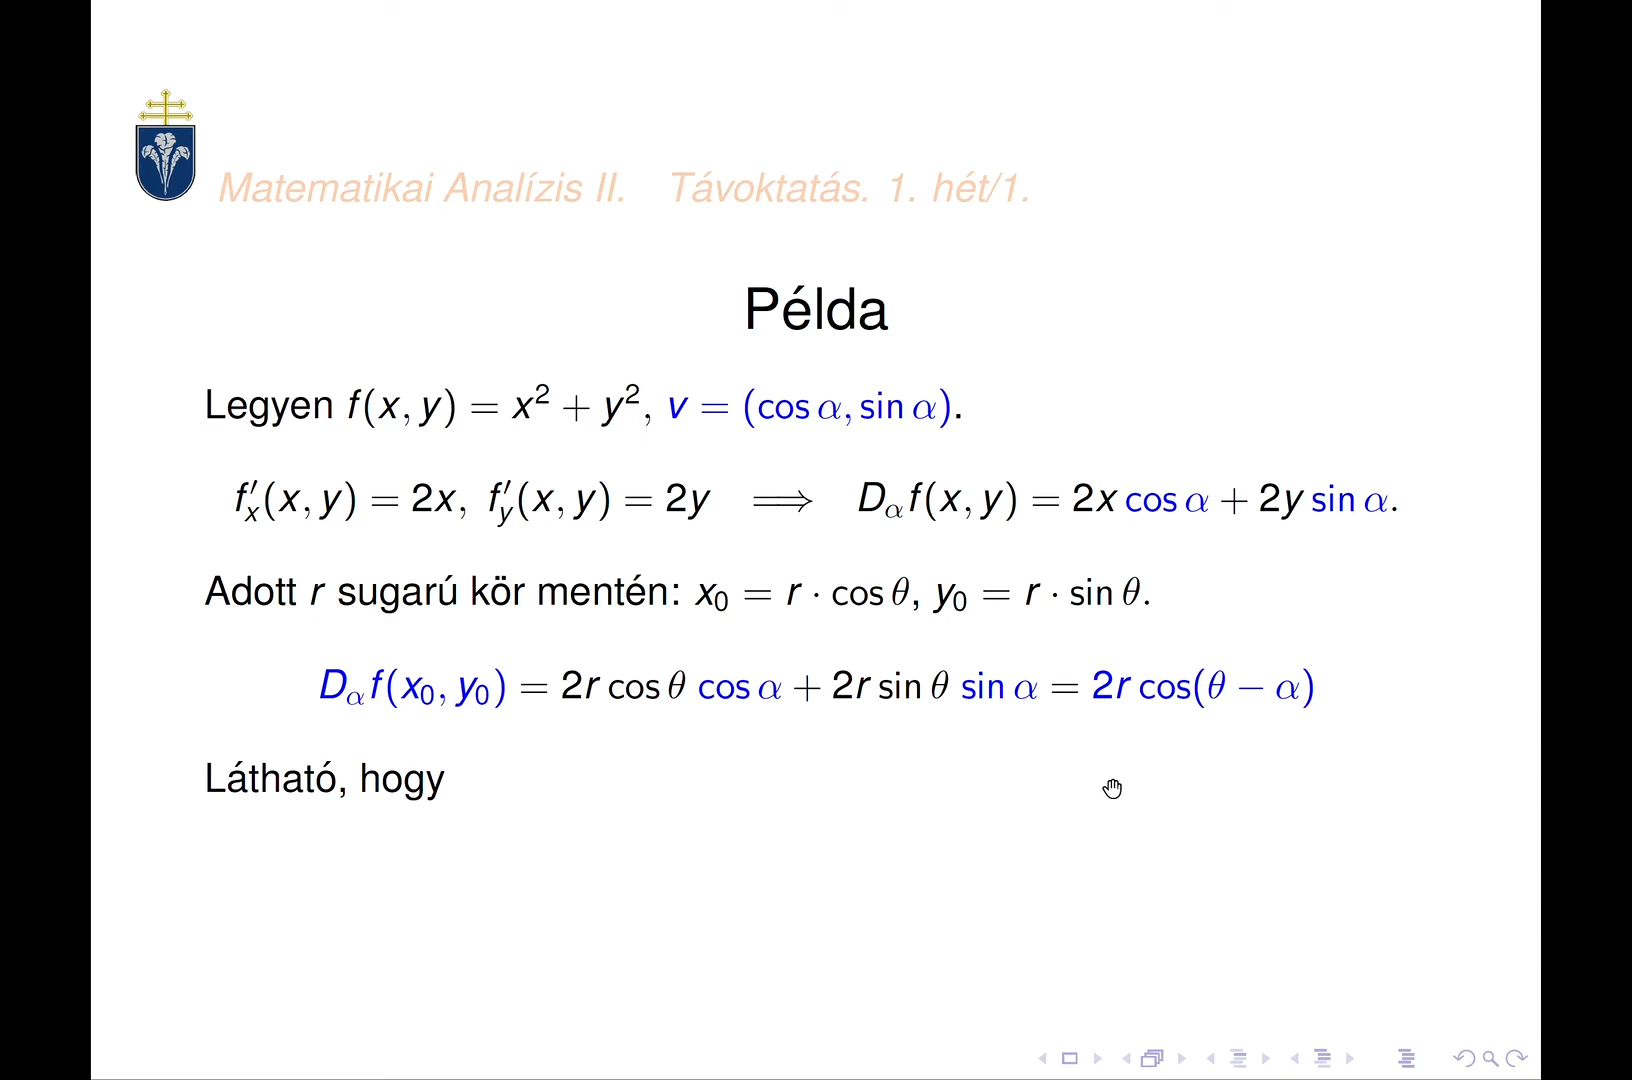 Matematikai Analízis II. Távoktatás. 1. hét/1.
Példa
Legyen f(x, y) = x² + y², v = (cos α, sin α).
f′ₓ(x, y) = 2x, f′ᵧ(x, y) = 2y ⟹ D_α f(x, y) = 2x cos α + 2y sin α.
Adott r sugarú kör mentén: x₀ = r · cos θ, y₀ = r · sin θ.
D_α f(x₀, y₀) = 2r cos θ cos α + 2r sin θ sin α = 2r cos(θ − α)
Látható, hogy